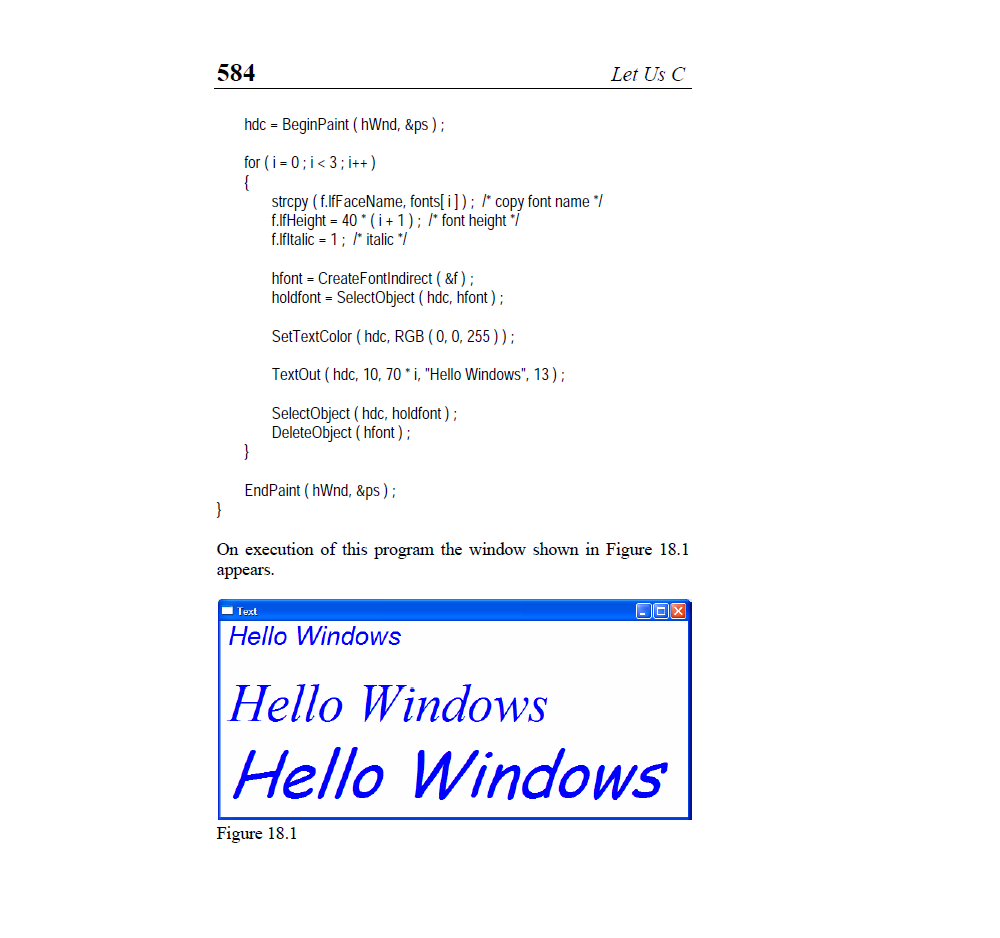 584 Let Us C
hdc = BeginPaint ( hWnd, &ps ) ;
for ( i = 0 ; i < 3 ; i++ )
{
strcpy ( f.lfFaceName, fonts[ i ] ) ; /* copy font name */
f.lfHeight = 40 * ( i + 1 ) ; /* font height */
f.lfItalic = 1 ; /* italic */
hfont = CreateFontIndirect ( &f ) ;
holdfont = SelectObject ( hdc, hfont ) ;
SetTextColor ( hdc, RGB ( 0, 0, 255 ) ) ;
TextOut ( hdc, 10, 70 * i, "Hello Windows", 13 ) ;
SelectObject ( hdc, holdfont ) ;
DeleteObject ( hfont ) ;
}
EndPaint ( hWnd, &ps ) ;
}
On execution of this program the window shown in Figure 18.1
appears.
Text
Hello Windows
Hello Windows
Hello Windows
Figure 18.1